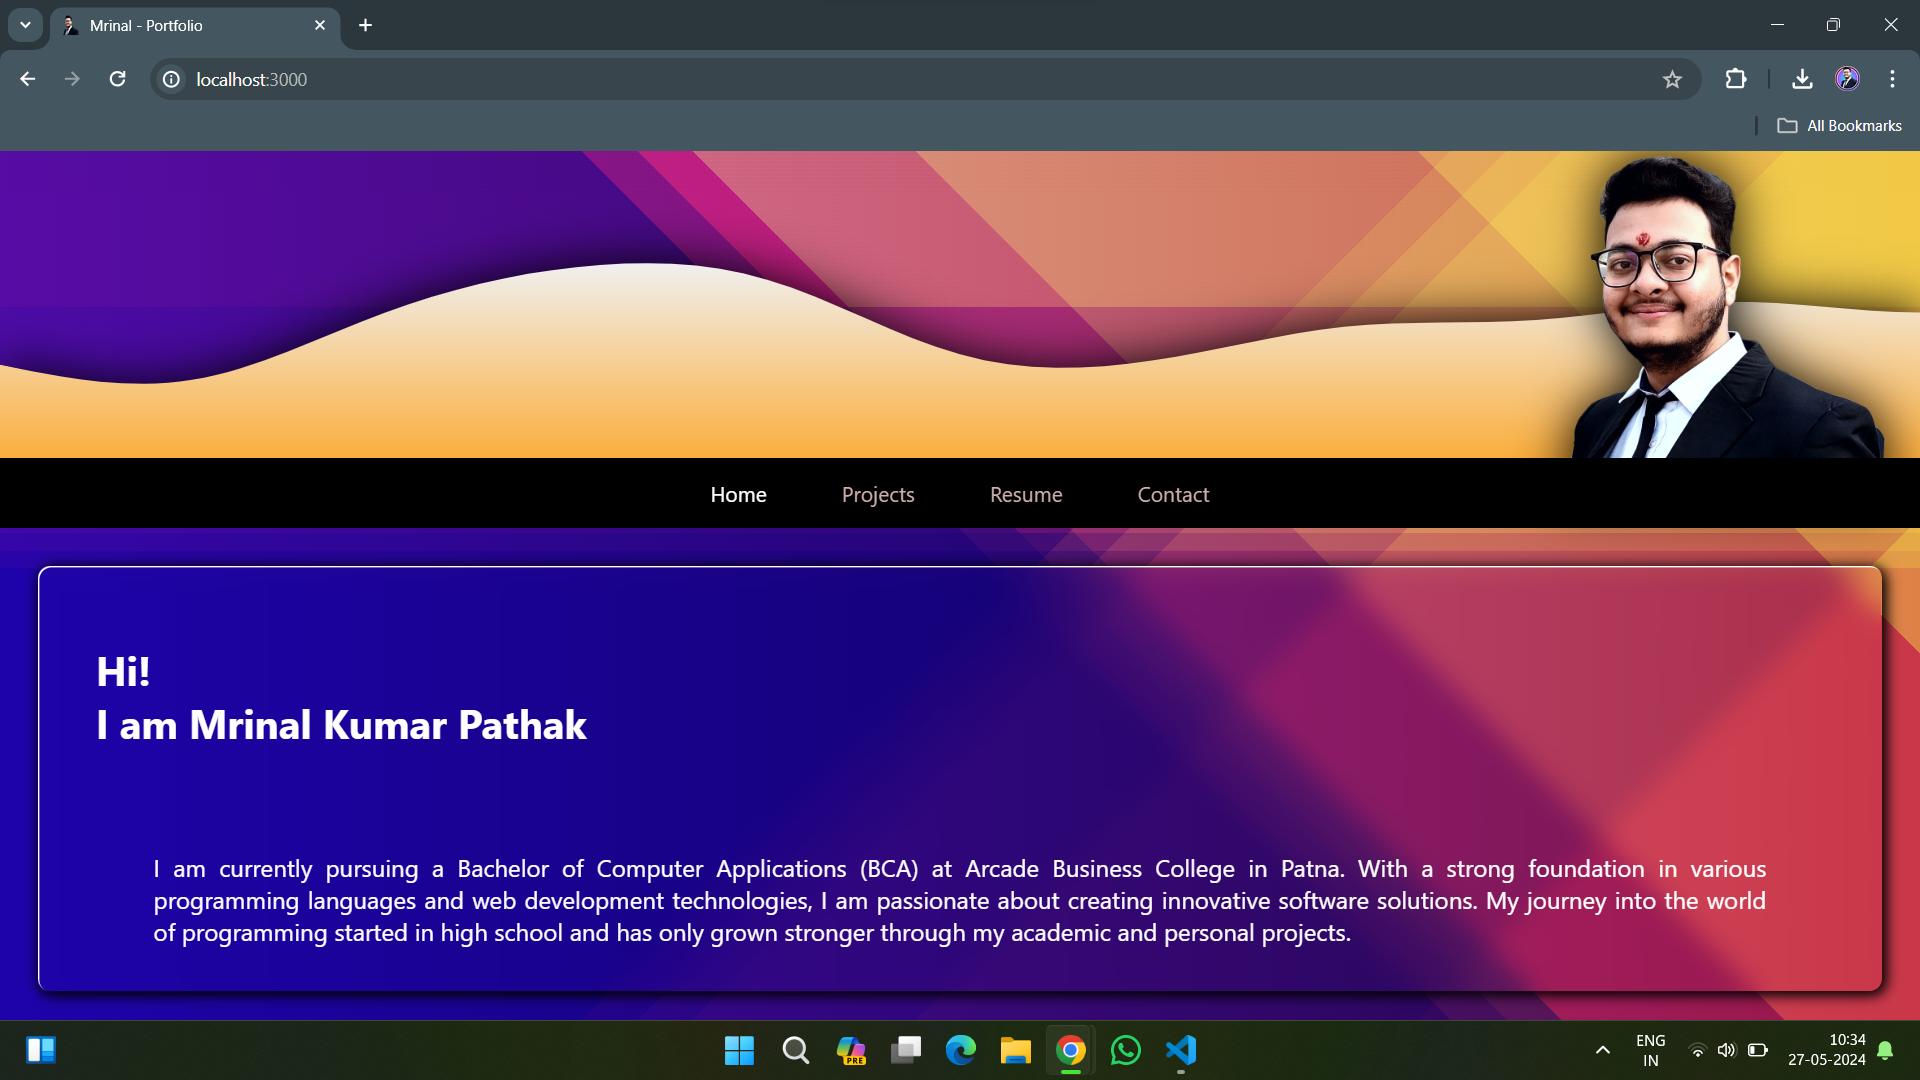 Mrinal - Portfolio
localhost:3000
All Bookmarks
Home Projects Resume Contact
Hi!
I am Mrinal Kumar Pathak
I am currently pursuing a Bachelor of Computer Applications (BCA) at Arcade Business College in Patna. With a strong foundation in various
programming languages and web development technologies, I am passionate about creating innovative software solutions. My journey into the world
of programming started in high school and has only grown stronger through my academic and personal projects.
PRE
ENG
IN
10:34
27-05-2024